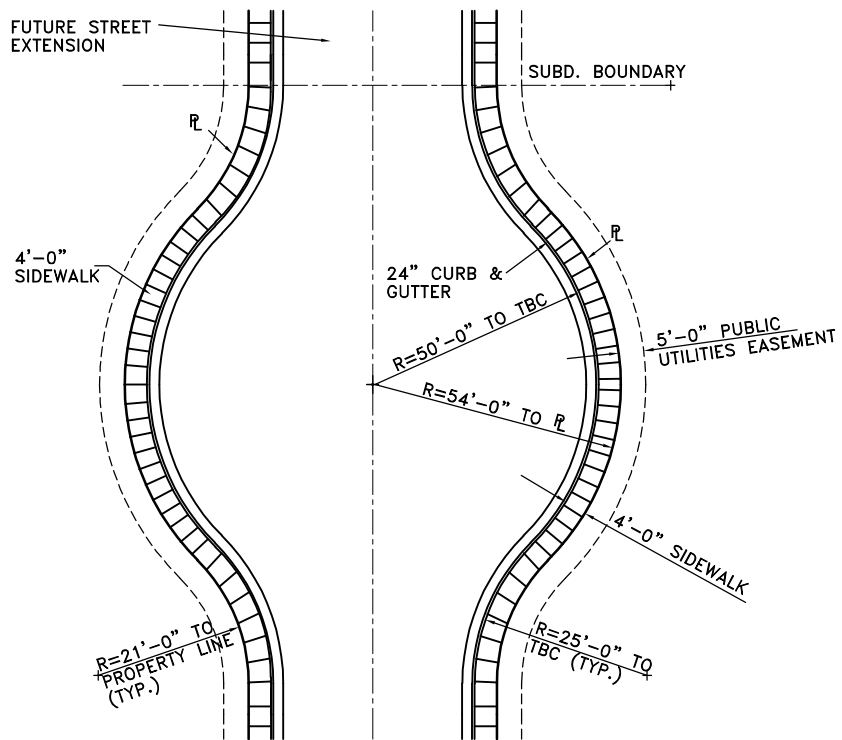 FUTURE STREET
EXTENSION
SUBD. BOUNDARY
PL
PL
4'-0"
SIDEWALK
24" CURB &
GUTTER
R=50'-0" TO TBC
5'-0" PUBLIC
UTILITIES EASEMENT
R=54'-0" TO PL
4'-0" SIDEWALK
R=21'-0" TO
PROPERTY LINE
(TYP.)
R=25'-0" TO
TBC (TYP.)